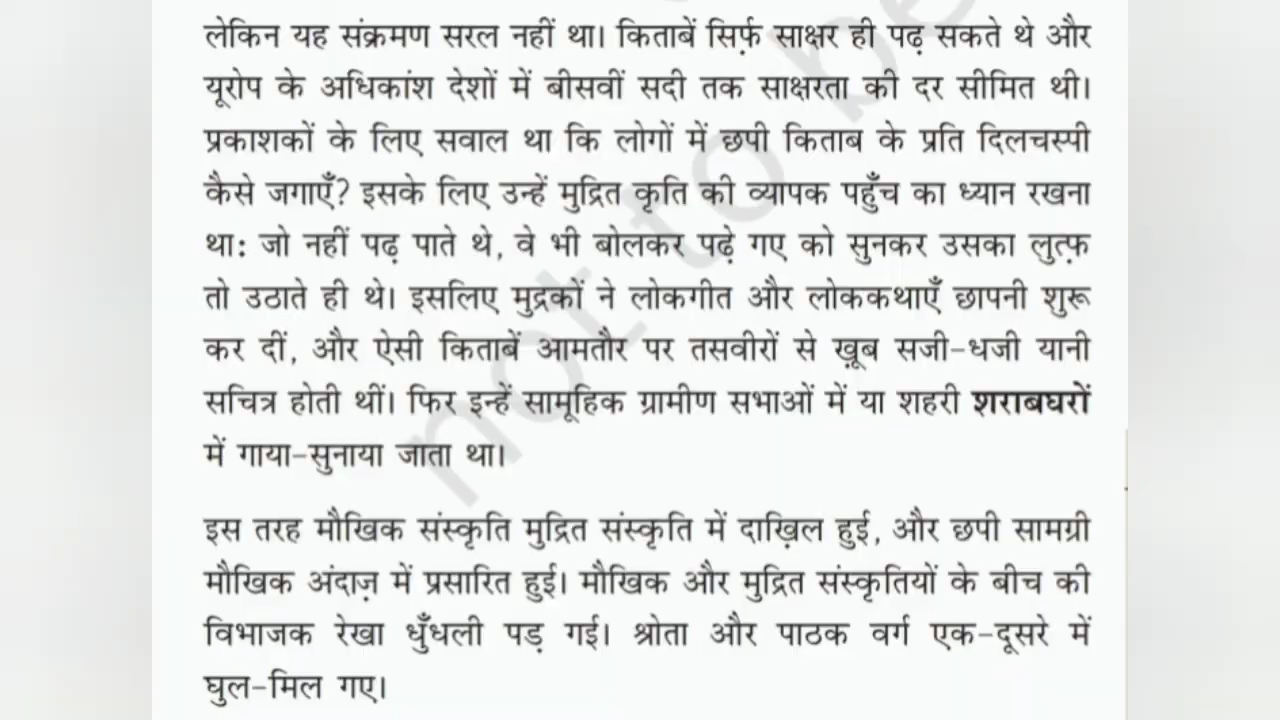 लेकिन यह संक्रमण सरल नहीं था। किताबें सिर्फ़ साक्षर ही पढ़ सकते थे और
यूरोप के अधिकांश देशों में बीसवीं सदी तक साक्षरता की दर सीमित थी।
प्रकाशकों के लिए सवाल था कि लोगों में छपी किताब के प्रति दिलचस्पी
कैसे जगाएँ? इसके लिए उन्हें मुद्रित कृति की व्यापक पहुँच का ध्यान रखना
था: जो नहीं पढ़ पाते थे, वे भी बोलकर पढ़े गए को सुनकर उसका लुत्फ़
तो उठाते ही थे। इसलिए मुद्रकों ने लोकगीत और लोककथाएँ छापनी शुरू
कर दीं, और ऐसी किताबें आमतौर पर तसवीरों से ख़ूब सजी-धजी यानी
सचित्र होती थीं। फिर इन्हें सामूहिक ग्रामीण सभाओं में या शहरी शराबघरों
में गाया-सुनाया जाता था।
इस तरह मौखिक संस्कृति मुद्रित संस्कृति में दाख़िल हुई, और छपी सामग्री
मौखिक अंदाज़ में प्रसारित हुई। मौखिक और मुद्रित संस्कृतियों के बीच की
विभाजक रेखा धुँधली पड़ गई। श्रोता और पाठक वर्ग एक-दूसरे में
घुल-मिल गए।
not to be